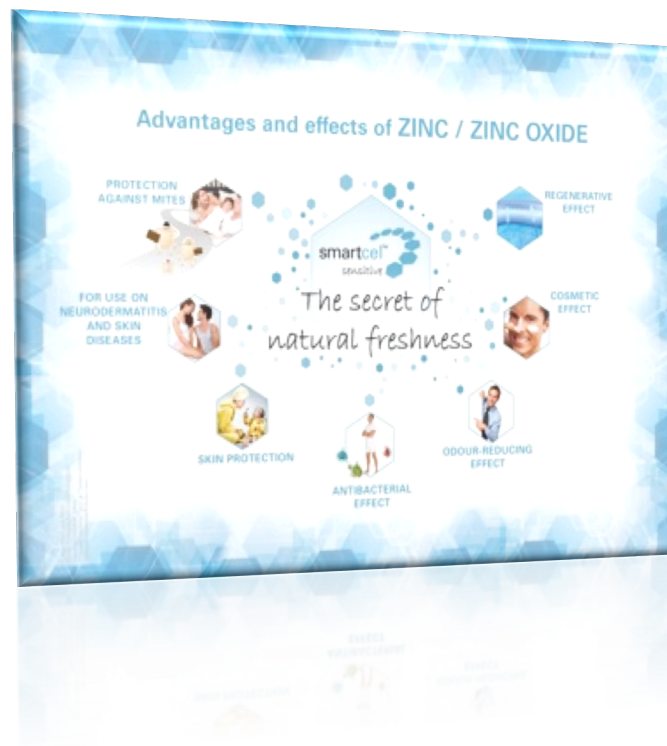 Advantages and effects of ZINC / ZINC OXIDE
PROTECTION
AGAINST MITES
REGENERATIVE
EFFECT
smartcel™
sensitive
The secret of
natural freshness
FOR USE ON
NEURODERMATITIS
AND SKIN
DISEASES
COSMETIC
EFFECT
SKIN PROTECTION
ODOUR-REDUCING
EFFECT
ANTIBACTERIAL
EFFECT